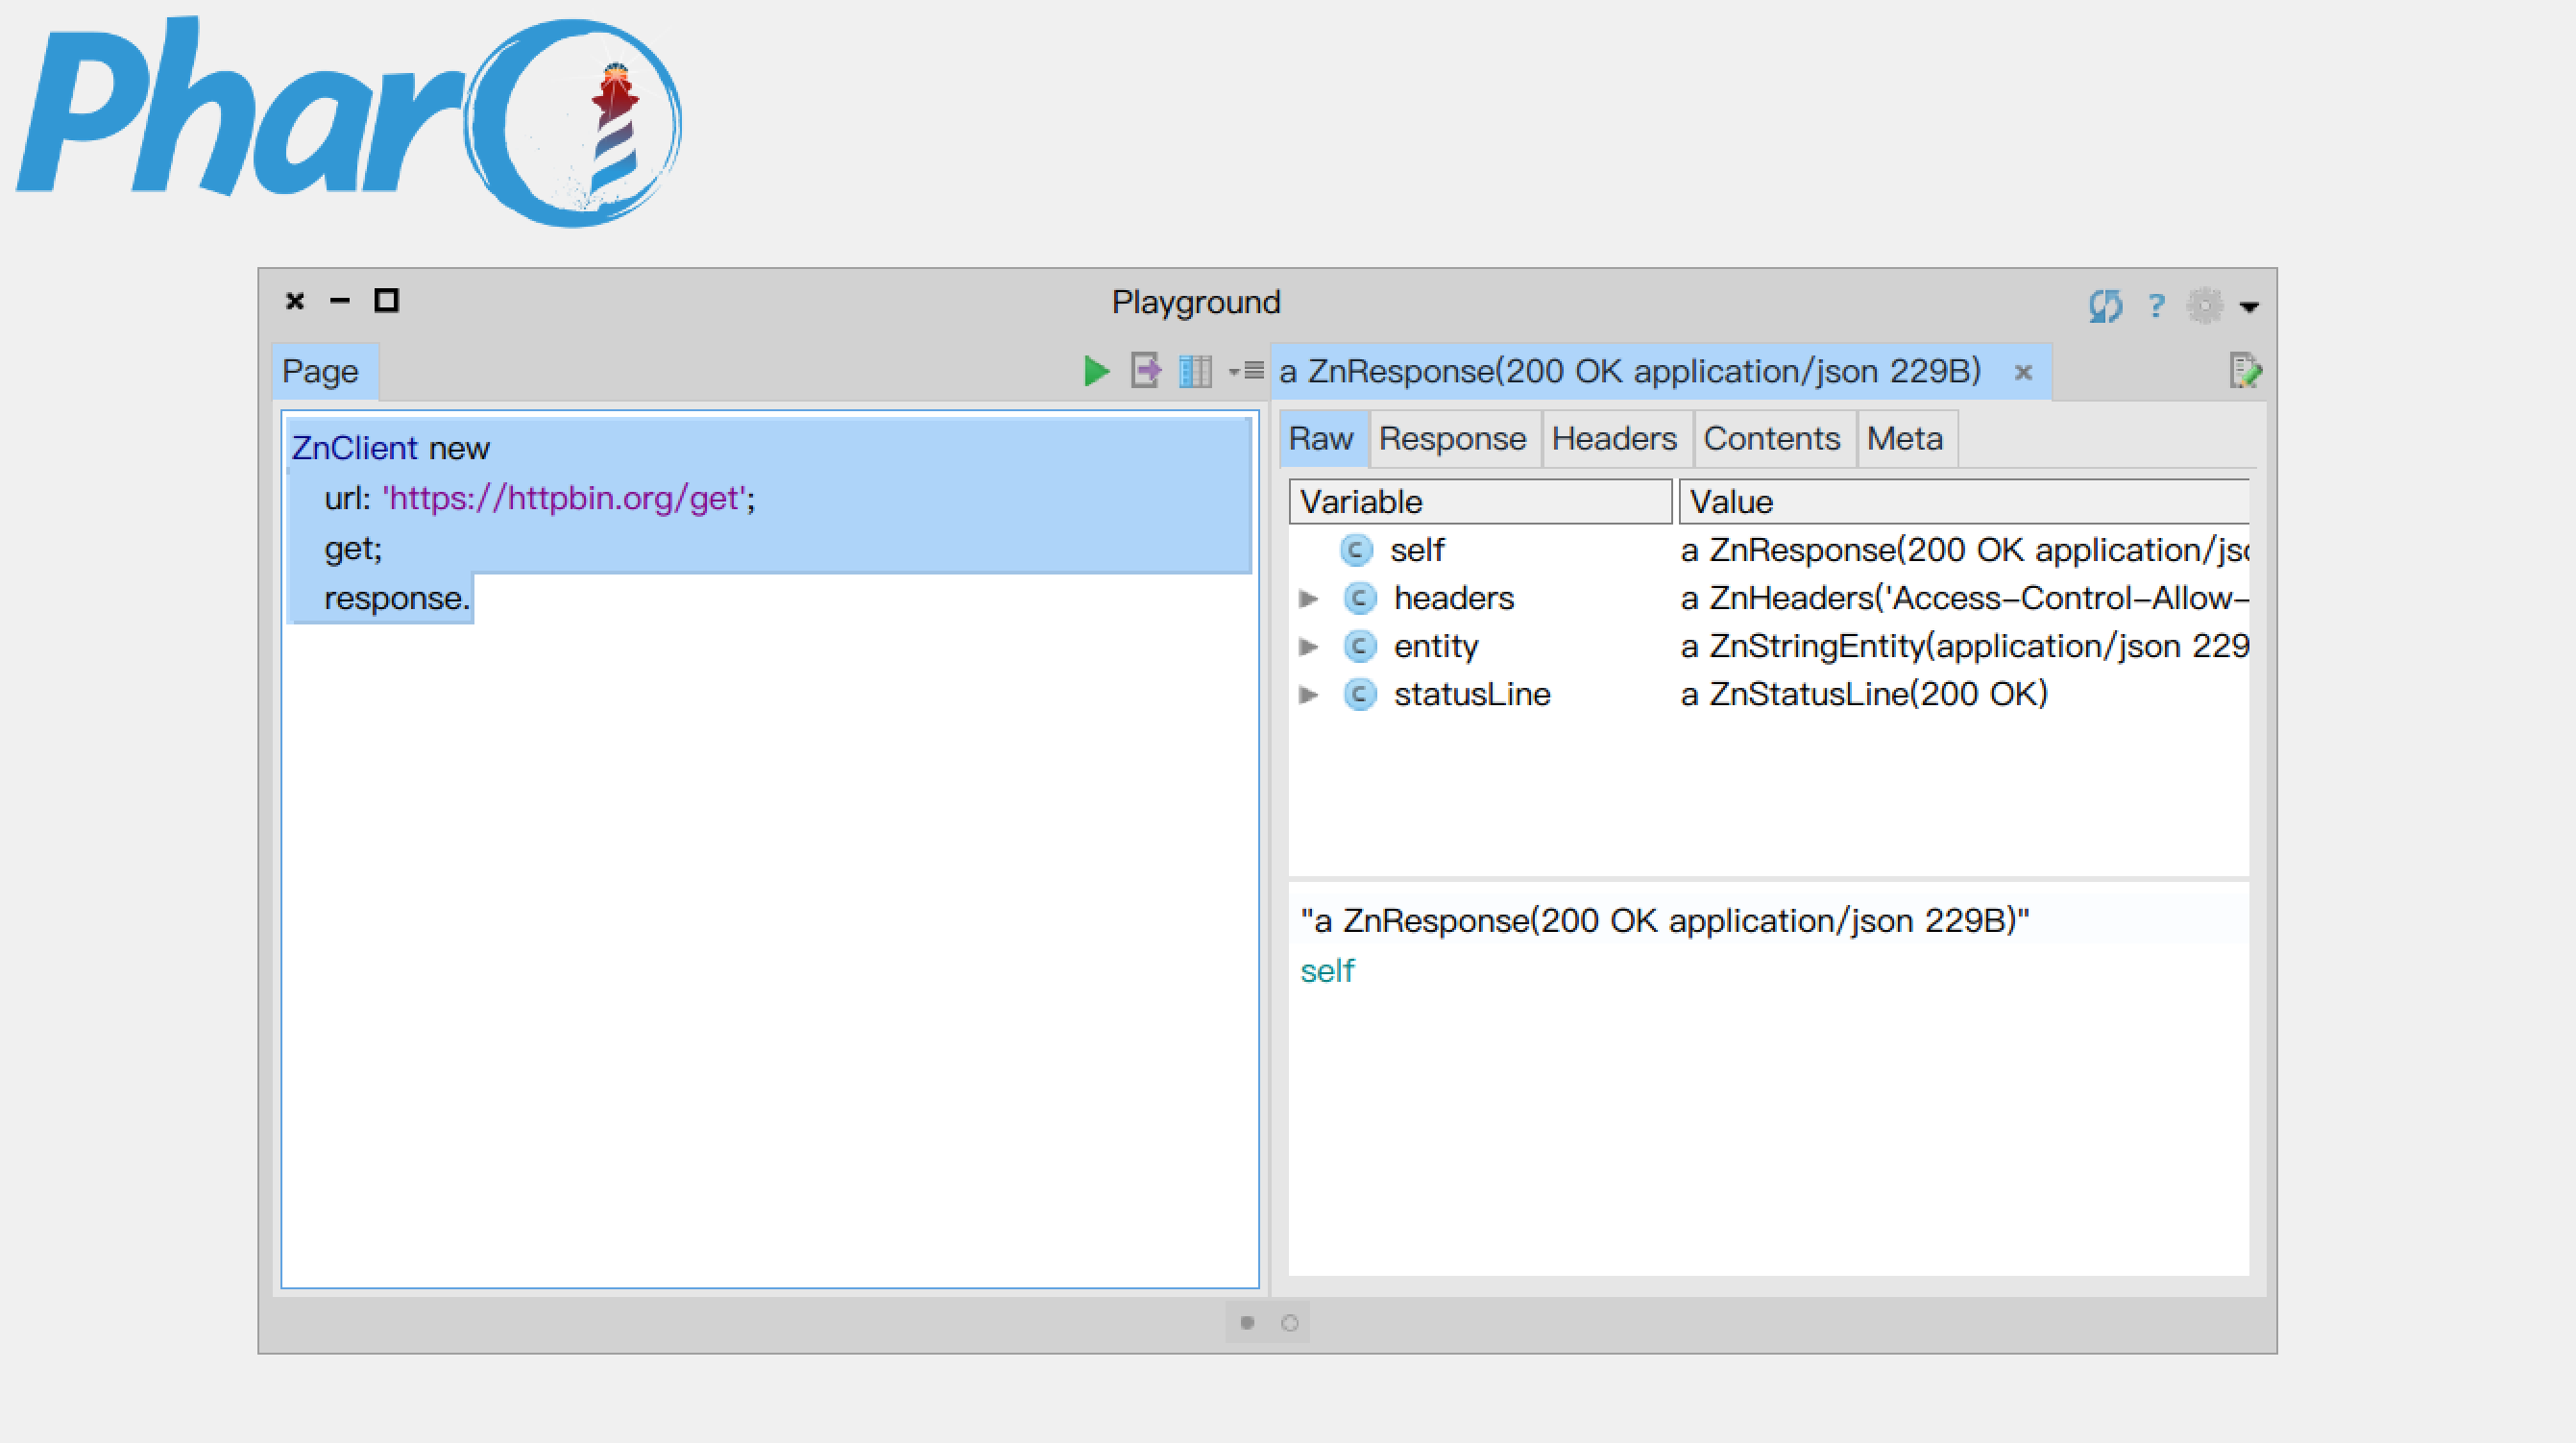 Pharo
Playground
?
Page
a ZnResponse(200 OK application/json 229B)
ZnClient new
url: 'https://httpbin.org/get';
get;
response.
Raw Response Headers Contents Meta
Variable Value
self a ZnResponse(200 OK application/jso
headers a ZnHeaders('Access-Control-Allow-
entity a ZnStringEntity(application/json 229
statusLine a ZnStatusLine(200 OK)
"a ZnResponse(200 OK application/json 229B)"
self